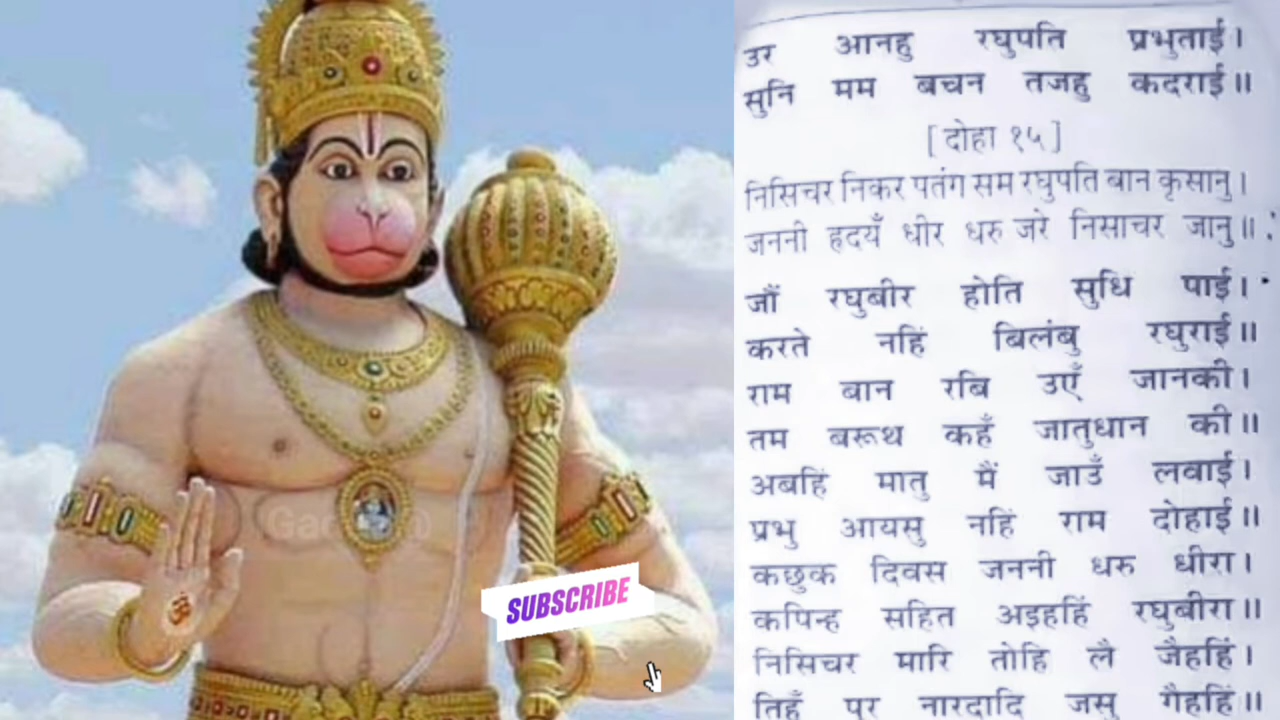 उर आनहु रघुपति प्रभुताई।
सुनि मम बचन तजहु कदराई॥
[दोहा १५]
निसिचर निकर पतंग सम रघुपति बान कृसानु।
जननी हृदयँ धीर धरु जरे निसाचर जानु॥
जौं रघुबीर होति सुधि पाई।
करते नहिं बिलंबु रघुराई॥
राम बान रबि उएँ जानकी।
तम बरूथ कहँ जातुधान की॥
अबहिं मातु मैं जाउँ लवाई।
प्रभु आयसु नहिं राम दोहाई॥
कछुक दिवस जननी धरु धीरा।
कपिन्ह सहित अइहहिं रघुबीरा॥
निसिचर मारि तोहि लै जैहहिं।
तिहुँ पुर नारदादि जसु गैहहिं॥
ॐ
SUBSCRIBE